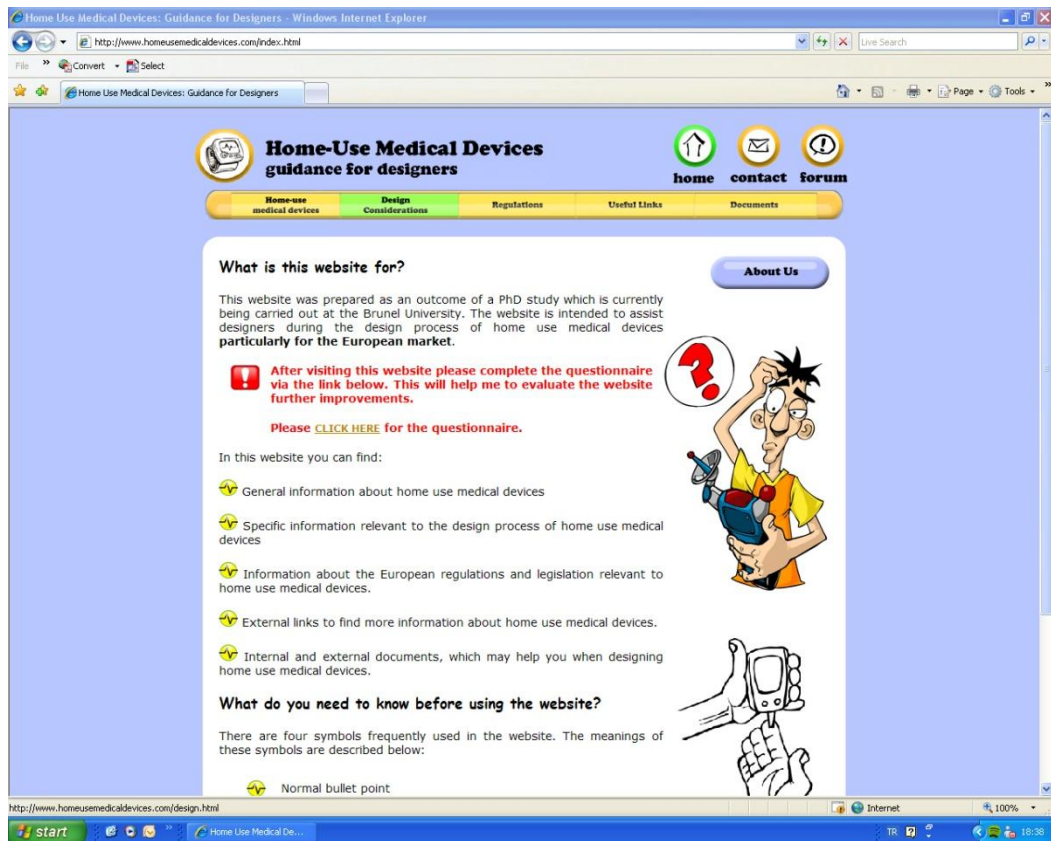 Home Use Medical Devices: Guidance for Designers - Windows Internet Explorer
http://www.homeusemedicaldevices.com/index.html
Live Search
File » Convert Select
Home Use Medical Devices: Guidance for Designers
Page Tools »
Home-Use Medical Devices
guidance for designers
home contact forum
Home-use
medical devices
Design
Considerations
Regulations
Useful Links
Documents
What is this website for?
About Us
This website was prepared as an outcome of a PhD study which is currently
being carried out at the Brunel University. The website is intended to assist
designers during the design process of home use medical devices
particularly for the European market.
After visiting this website please complete the questionnaire
via the link below. This will help me to evaluate the website
further improvements.
Please CLICK HERE for the questionnaire.
In this website you can find:
General information about home use medical devices
Specific information relevant to the design process of home use medical
devices
Information about the European regulations and legislation relevant to
home use medical devices.
External links to find more information about home use medical devices.
Internal and external documents, which may help you when designing
home use medical devices.
What do you need to know before using the website?
There are four symbols frequently used in the website. The meanings of
these symbols are described below:
Normal bullet point
http://www.homeusemedicaldevices.com/design.html
Internet
100%
start
»
Home Use Medical De...
TR
18:38